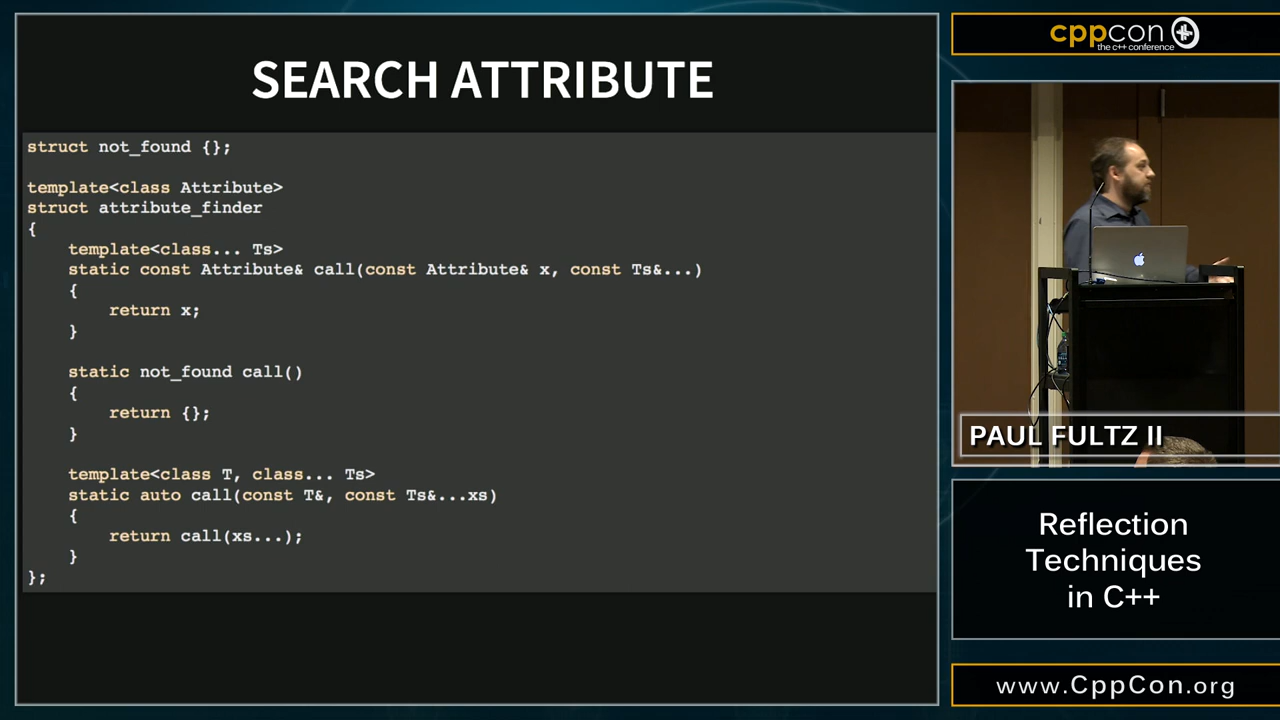 SEARCH ATTRIBUTE
struct not_found {};
template<class Attribute>
struct attribute_finder
{
template<class... Ts>
static const Attribute& call(const Attribute& x, const Ts&...)
{
return x;
}
static not_found call()
{
return {};
}
template<class T, class... Ts>
static auto call(const T&, const Ts&...xs)
{
return call(xs...);
}
};
cppcon
the c++ conference
PAUL FULTZ II
Reflection
Techniques
in C++
www.CppCon.org